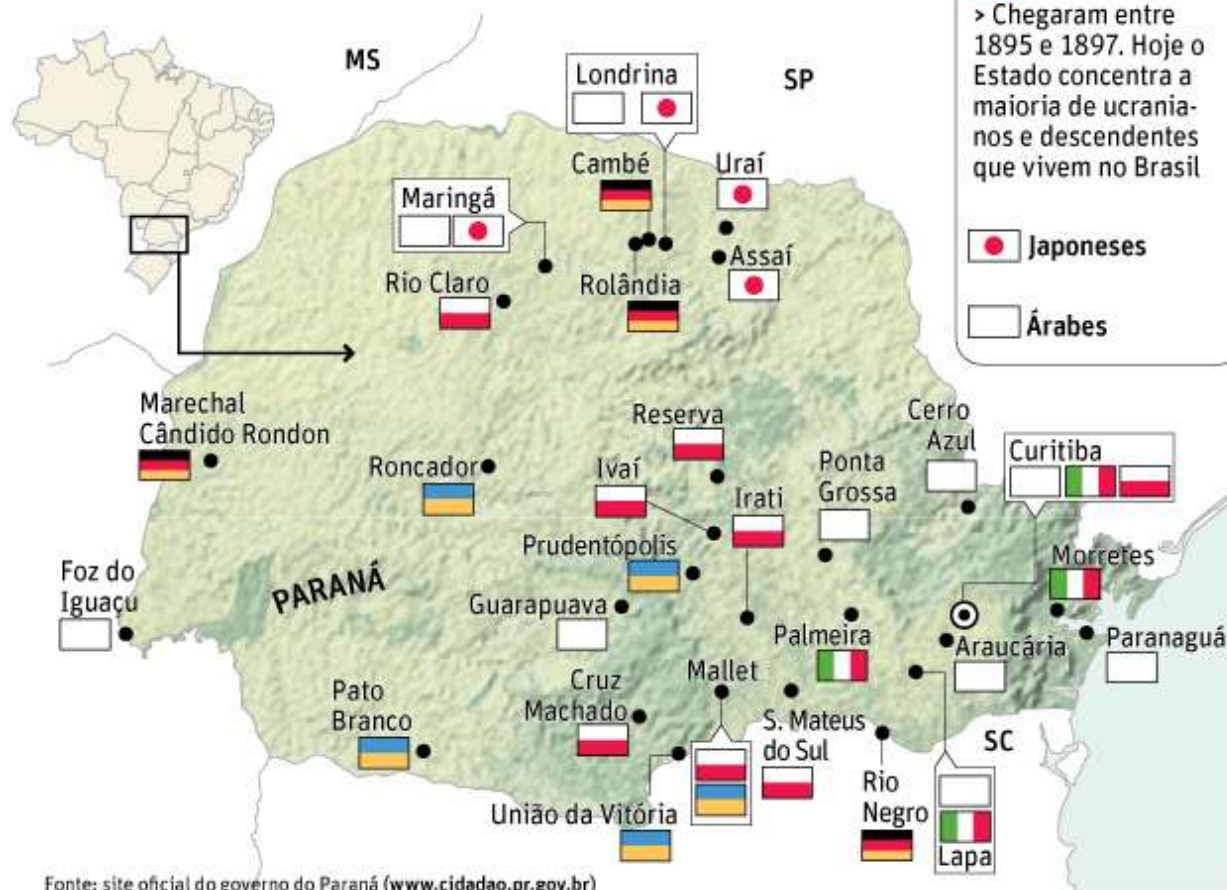 > Chegaram entre
1895 e 1897. Hoje o
Estado concentra a
maioria de ucrania-
nos e descendentes
que vivem no Brasil
Japoneses
Árabes
MS
SP
Londrina
Cambé
Uraí
Maringá
Assaí
Rio Claro
Rolândia
Marechal
Cândido Rondon
Reserva
Cerro
Azul
Curitiba
Roncador
Ivaí
Ponta
Grossa
Irati
Prudentópolis
Morretes
Foz do
Iguaçu
PARANÁ
Guarapuava
Palmeira
Araucária
Paranaguá
Mallet
Pato
Branco
Cruz
Machado
S. Mateus
do Sul
SC
União da Vitória
Rio
Negro
Lapa
Fonte: site oficial do governo do Paraná (www.cidadao.pr.gov.br)